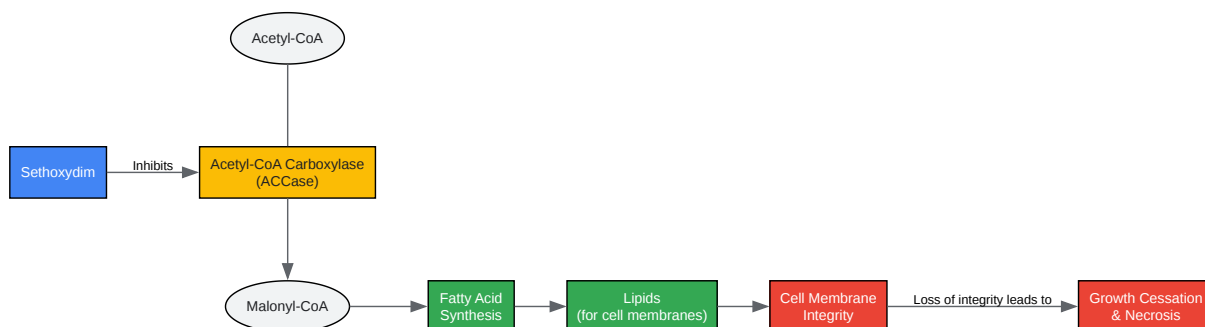 Acetyl-CoA
Sethoxydim
Inhibits
Acetyl-CoA Carboxylase
(ACCase)
Malonyl-CoA
Fatty Acid
Synthesis
Lipids
(for cell membranes)
Cell Membrane
Integrity
Loss of integrity leads to
Growth Cessation
& Necrosis